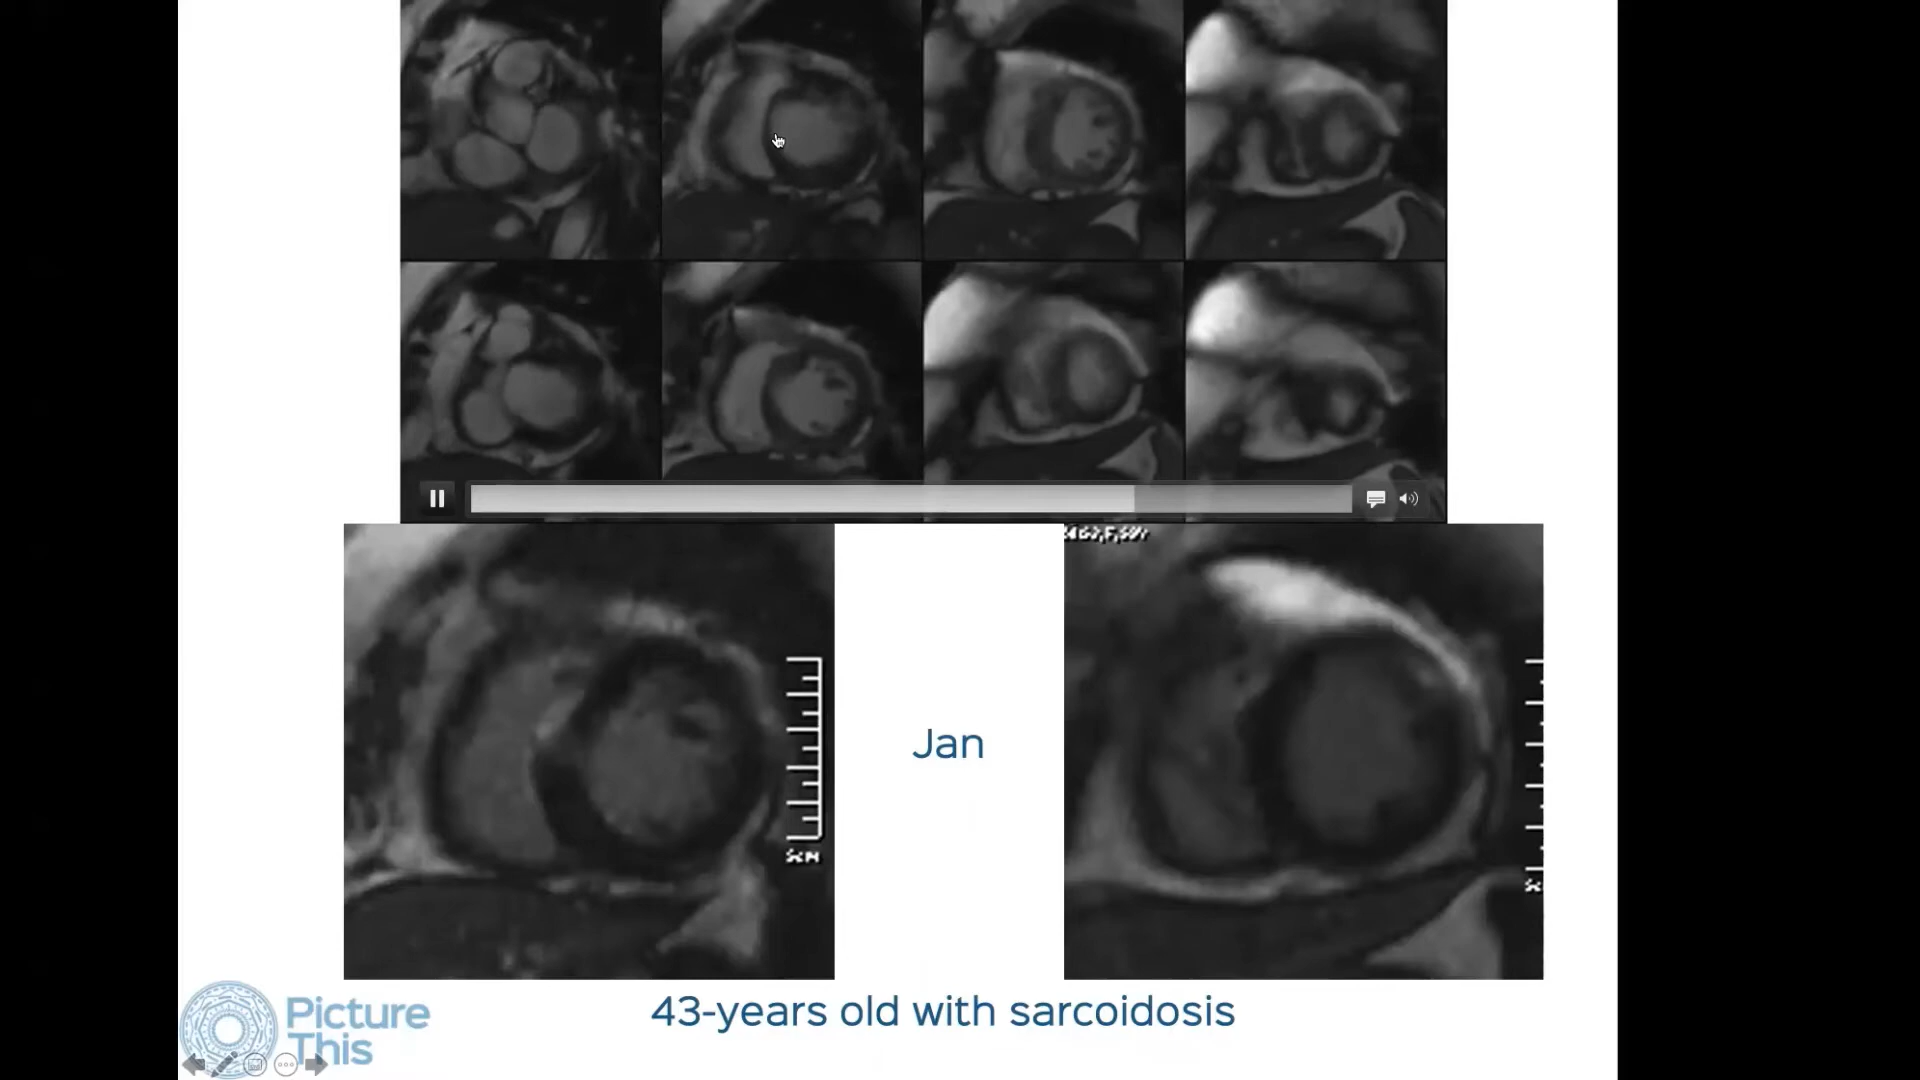 Jan
43-years old with sarcoidosis
Picture
This